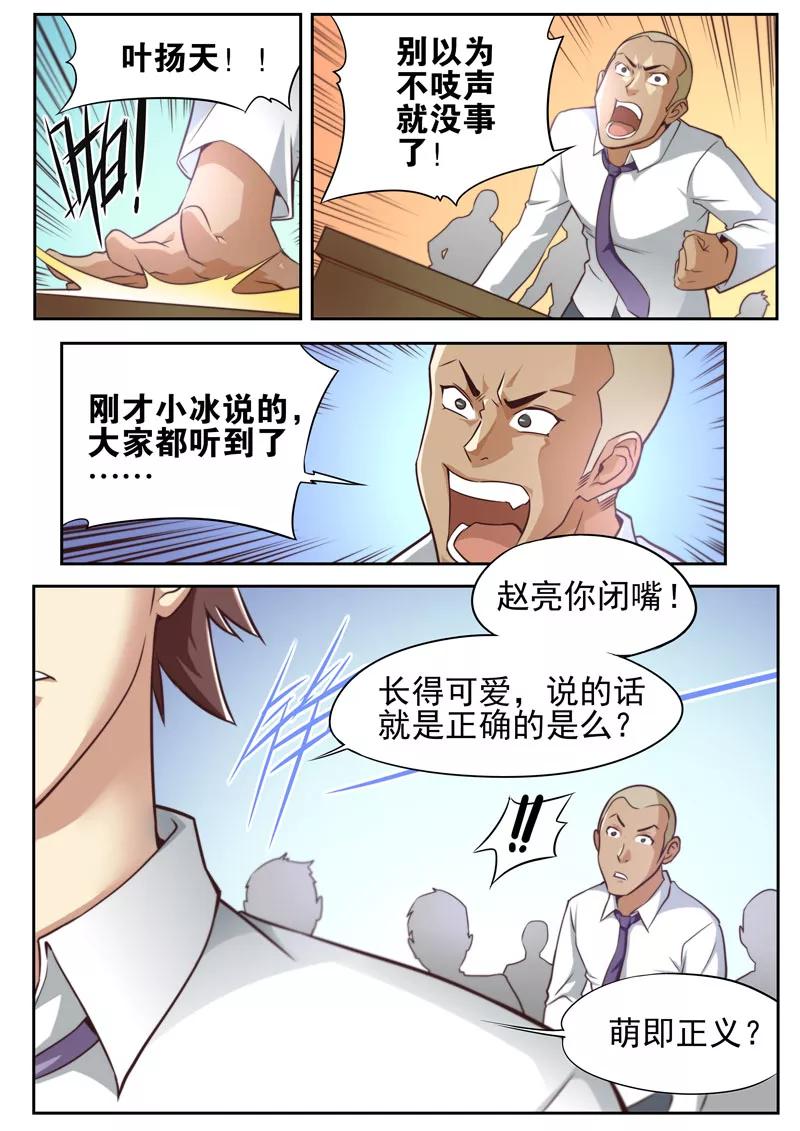 叶扬天！！
啪！
别以为
不吱声
就没事
了！
刚才小冰说的，
大家都听到了
……
赵亮你闭嘴！
长得可爱，说的话
就是正确的是么？
!!
萌即正义？